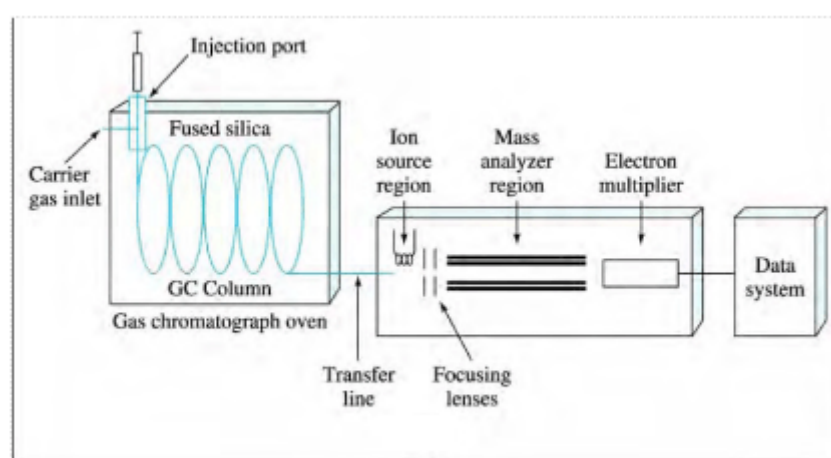 Injection port
Fused silica
Carrier
gas inlet
GC Column
Gas chromatograph oven
Ion
source
region
Mass
analyzer
region
Electron
multiplier
Data
system
Transfer
line
Focusing
lenses